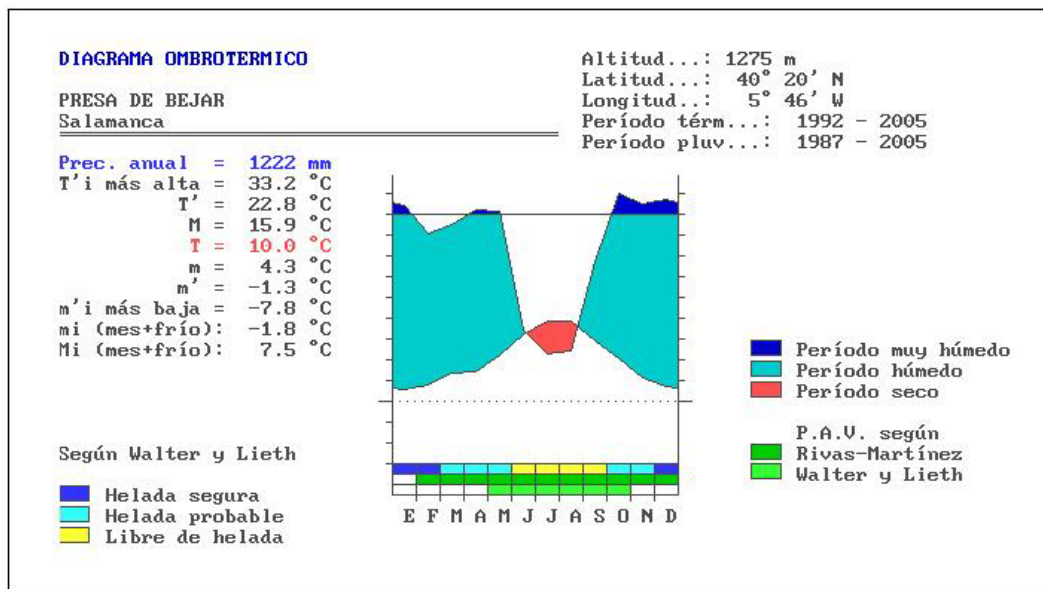 DIAGRAMA OMBROTERMICO
PRESA DE BEJAR
Salamanca
Altitud...: 1275 m
Latitud...: 40° 20' N
Longitud..: 5° 46' W
Período térm...: 1992 - 2005
Período pluv...: 1987 - 2005
Prec. anual = 1222 mm
T'i más alta = 33.2 °C
T' = 22.8 °C
M = 15.9 °C
T = 10.0 °C
m = 4.3 °C
m' = -1.3 °C
m'i más baja = -7.8 °C
mi (mes+frío): -1.8 °C
Mi (mes+frío): 7.5 °C
Período muy húmedo
Período húmedo
Período seco
P.A.V. según
Rivas-Martínez
Walter y Lieth
Según Walter y Lieth
Helada segura
Helada probable
Libre de helada
E F M A M J J A S O N D